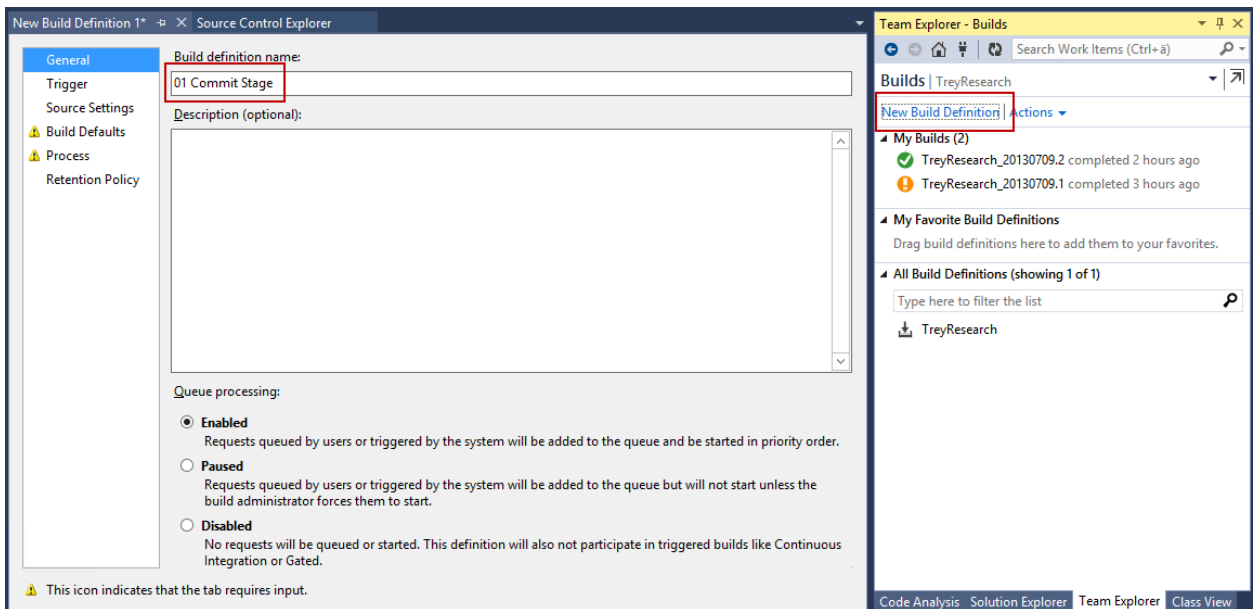 New Build Definition 1*
Source Control Explorer
General
Trigger
Source Settings
Build Defaults
Process
Retention Policy
Build definition name:
01 Commit Stage
Description (optional):
Queue processing:
Enabled
Requests queued by users or triggered by the system will be added to the queue and be started in priority order.
Paused
Requests queued by users or triggered by the system will be added to the queue but will not start unless the
build administrator forces them to start.
Disabled
No requests will be queued or started. This definition will also not participate in triggered builds like Continuous
Integration or Gated.
This icon indicates that the tab requires input.
Team Explorer - Builds
Search Work Items (Ctrl+ä)
Builds | TreyResearch
New Build Definition | Actions
My Builds (2)
TreyResearch_20130709.2 completed 2 hours ago
TreyResearch_20130709.1 completed 3 hours ago
My Favorite Build Definitions
Drag build definitions here to add them to your favorites.
All Build Definitions (showing 1 of 1)
Type here to filter the list
TreyResearch
Code Analysis Solution Explorer Team Explorer Class View